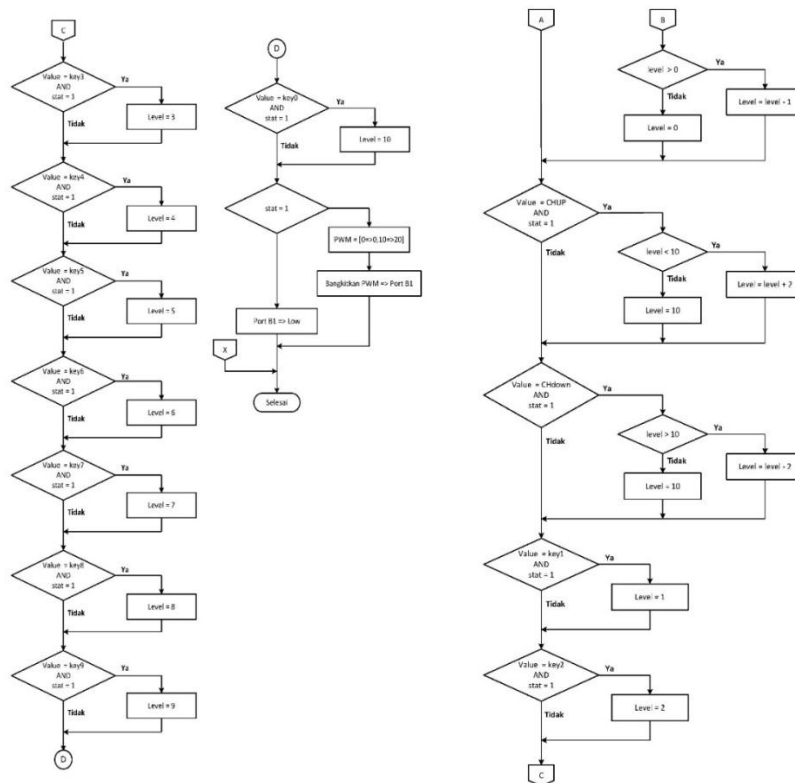 C
Value = key3
AND
stat = 1
Ya
Tidak
Level = 3
Value = key4
AND
stat = 1
Ya
Tidak
Level = 4
Value = key5
AND
stat = 1
Ya
Tidak
Level = 5
Value = key6
AND
stat = 1
Ya
Tidak
Level = 6
Value = key7
AND
stat = 1
Ya
Tidak
Level = 7
Value = key8
AND
stat = 1
Ya
Tidak
Level = 8
Value = key9
AND
stat = 1
Ya
Tidak
Level = 9
D
D
Value = key0
AND
stat = 1
Ya
Tidak
Level = 10
stat = 1
PWM = [0=>0,10=>20]
Bangkitkan PWM => Port B1
Port B1 => Low
X
Selesai
A
B
level > 0
Ya
Tidak
Level = level - 1
Level = 0
Value = CHUP
AND
stat = 1
Ya
Tidak
level < 10
Ya
Tidak
Level = level + 2
Level = 10
Value = CHdown
AND
stat = 1
Ya
Tidak
level > 10
Ya
Tidak
Level = level - 2
Level = 10
Value = key1
AND
stat = 1
Ya
Tidak
Level = 1
Value = key2
AND
stat = 1
Ya
Tidak
Level = 2
C